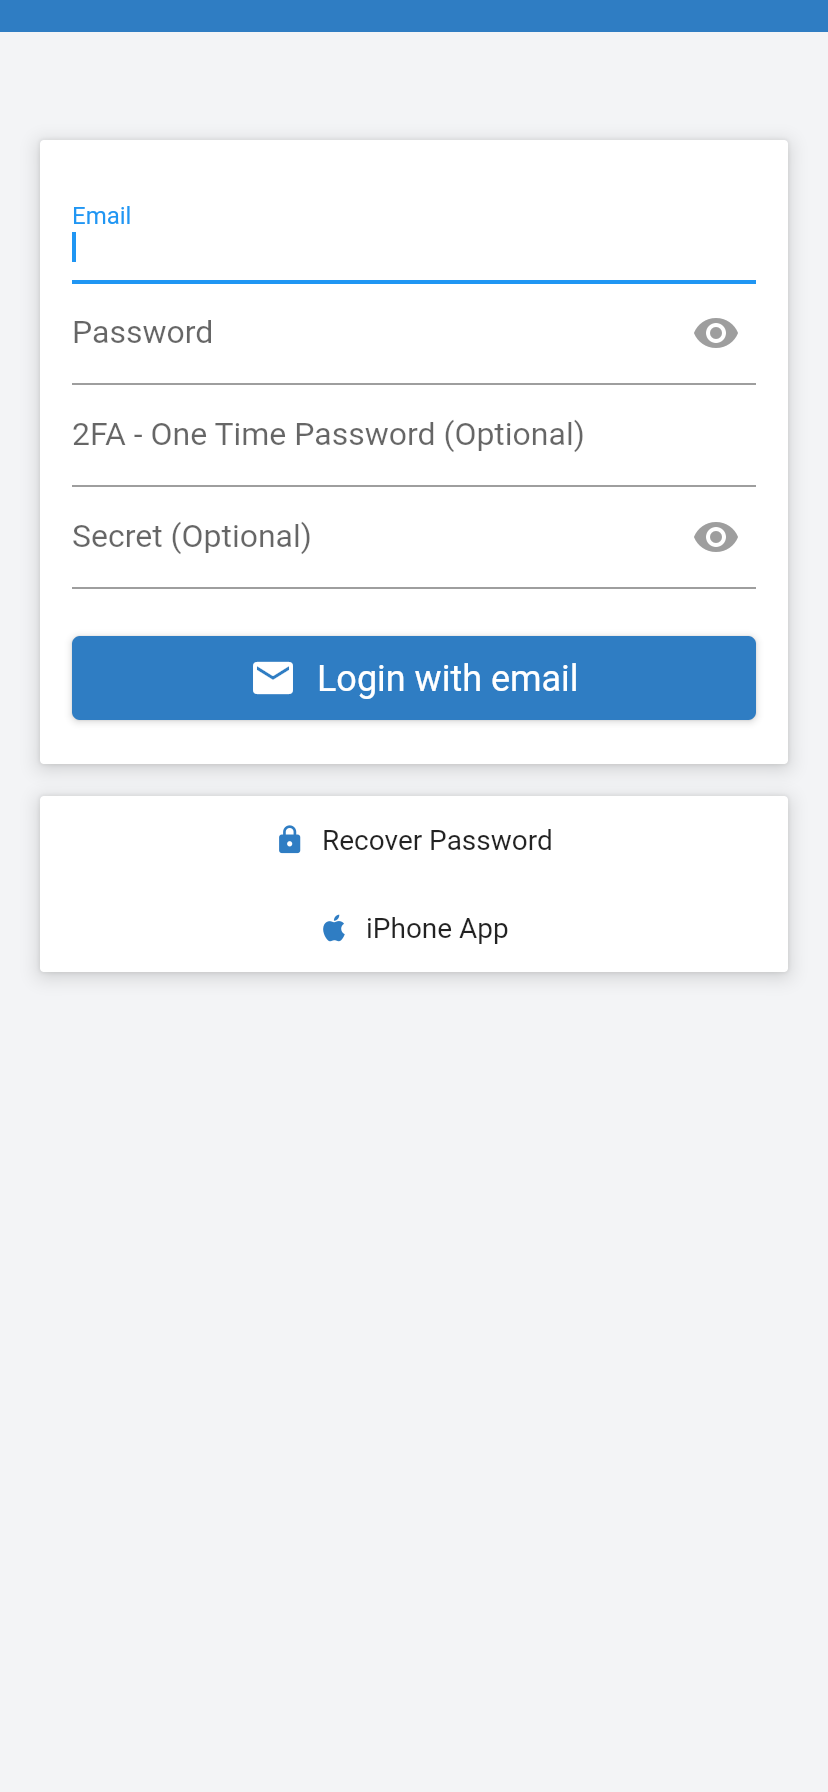 Email
Password
2FA - One Time Password (Optional)
Secret (Optional)
Login with email
Recover Password
iPhone App